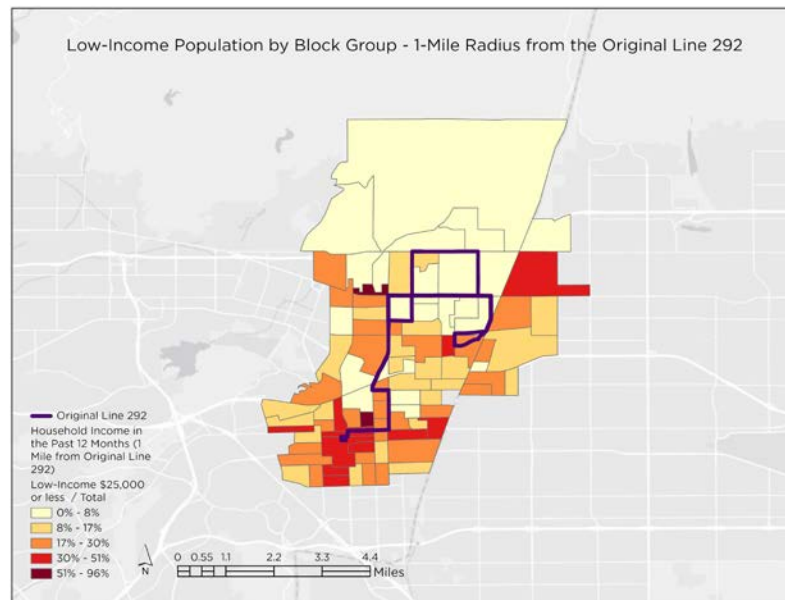 Low-Income Population by Block Group - 1-Mile Radius from the Original Line 292
Original Line 292
Household Income in
the Past 12 Months (1
Mile from Original Line
292)
Low-Income $25,000
or less / Total
0% - 8%
8% - 17%
17% - 30%
30% - 51%
51% - 96%
N
0 0.55 1.1 2.2 3.3 4.4
Miles